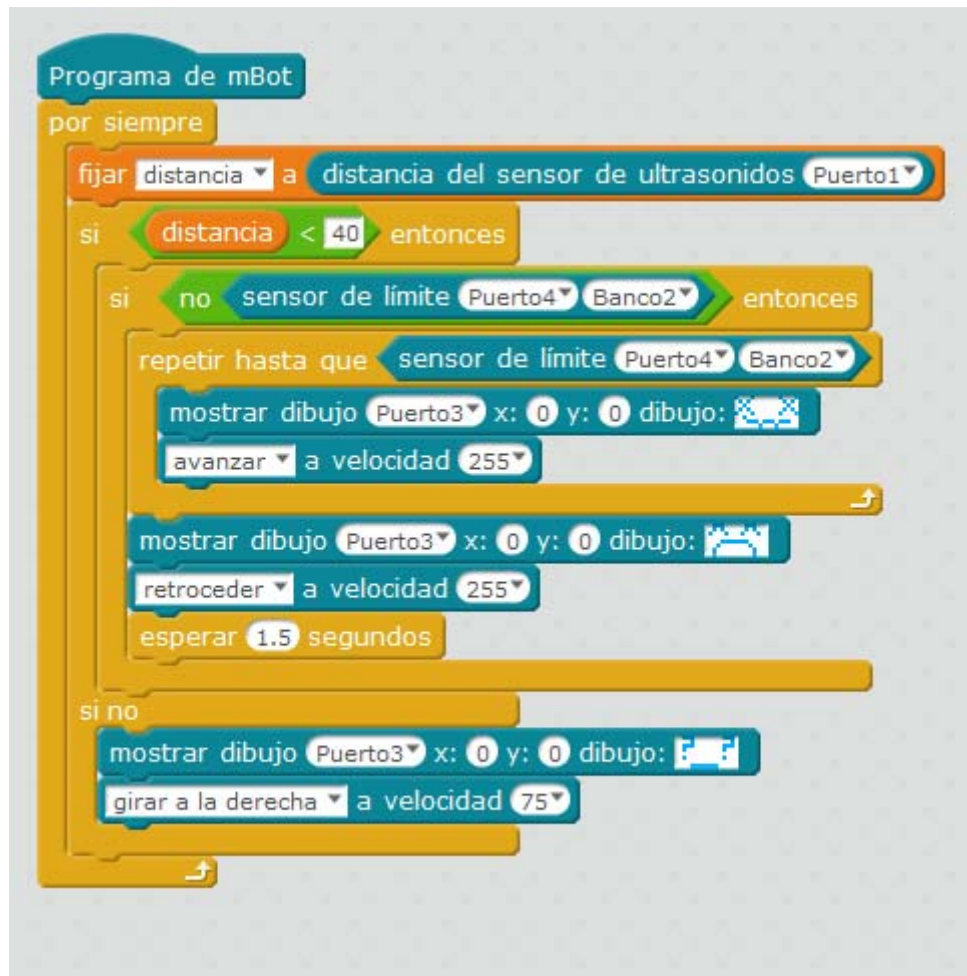 Programa de mBot
por siempre
fijar distancia a distancia del sensor de ultrasonidos Puerto1
si distancia < 40 entonces
si no sensor de límite Puerto4 Banco2 entonces
repetir hasta que sensor de límite Puerto4 Banco2
mostrar dibujo Puerto3 x: 0 y: 0 dibujo:
avanzar a velocidad 255
mostrar dibujo Puerto3 x: 0 y: 0 dibujo:
retroceder a velocidad 255
esperar 1.5 segundos
si no
mostrar dibujo Puerto3 x: 0 y: 0 dibujo:
girar a la derecha a velocidad 75